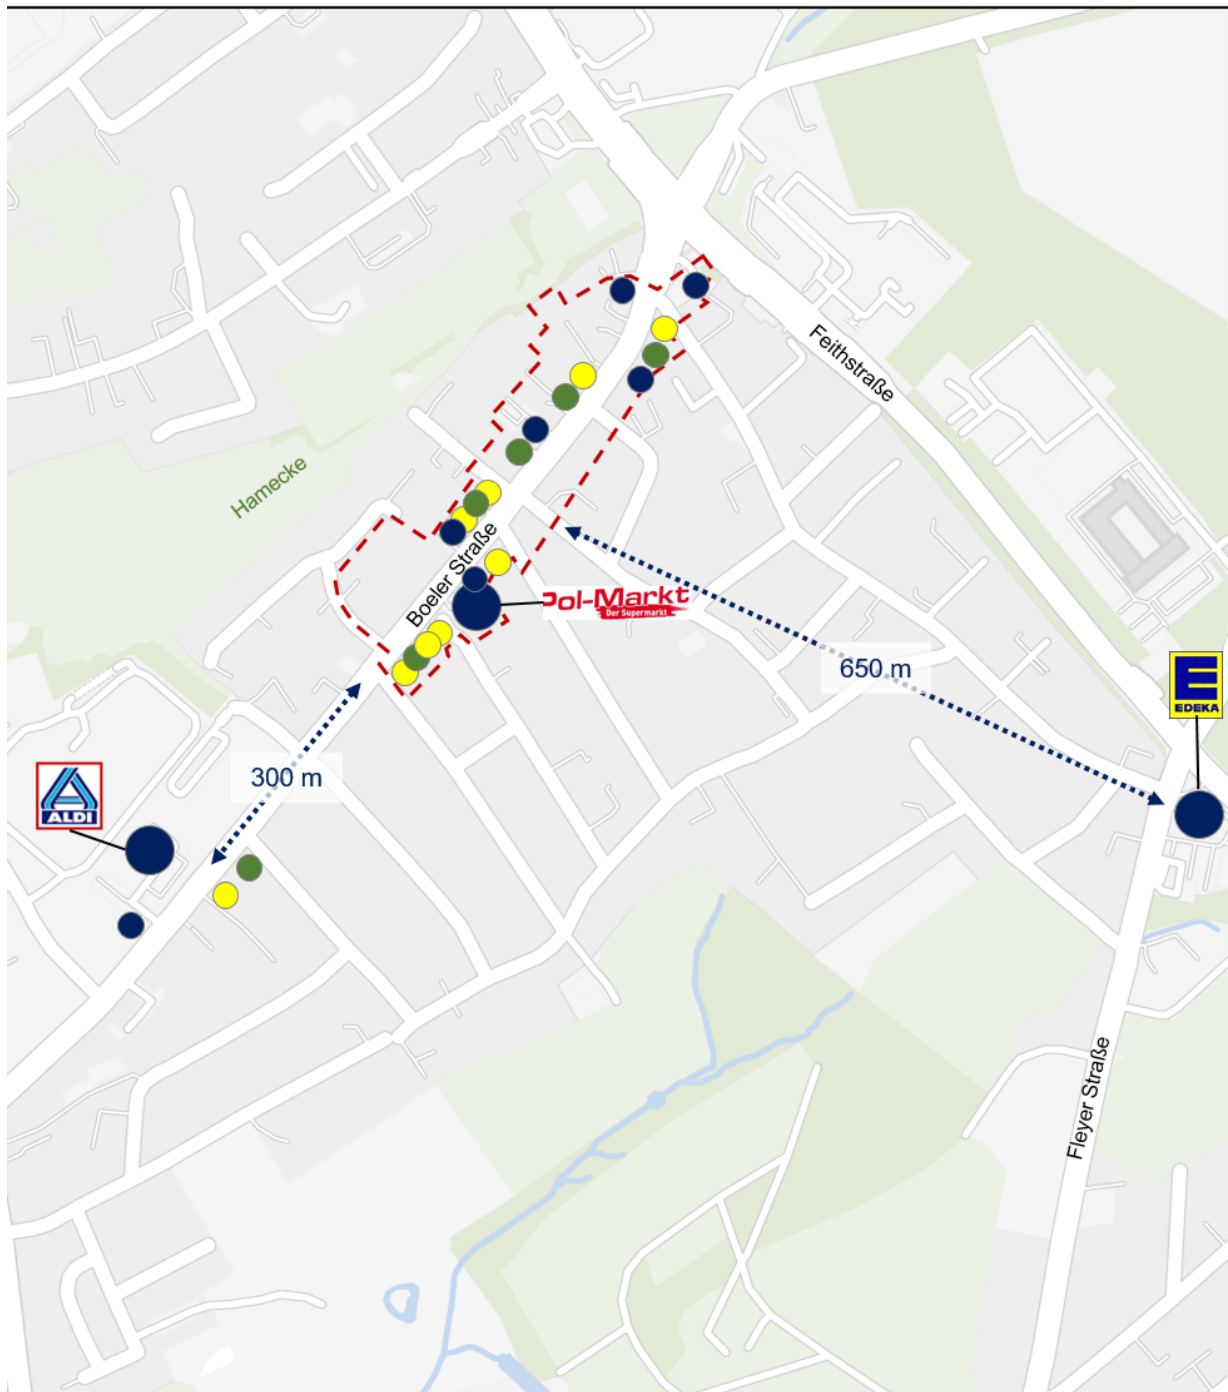 Feithstraße
Hamecke
Boeler Straße
Pol-Markt
Der Supermarkt
650 m
E
EDEKA
300 m
ALDI
Fleyer Straße